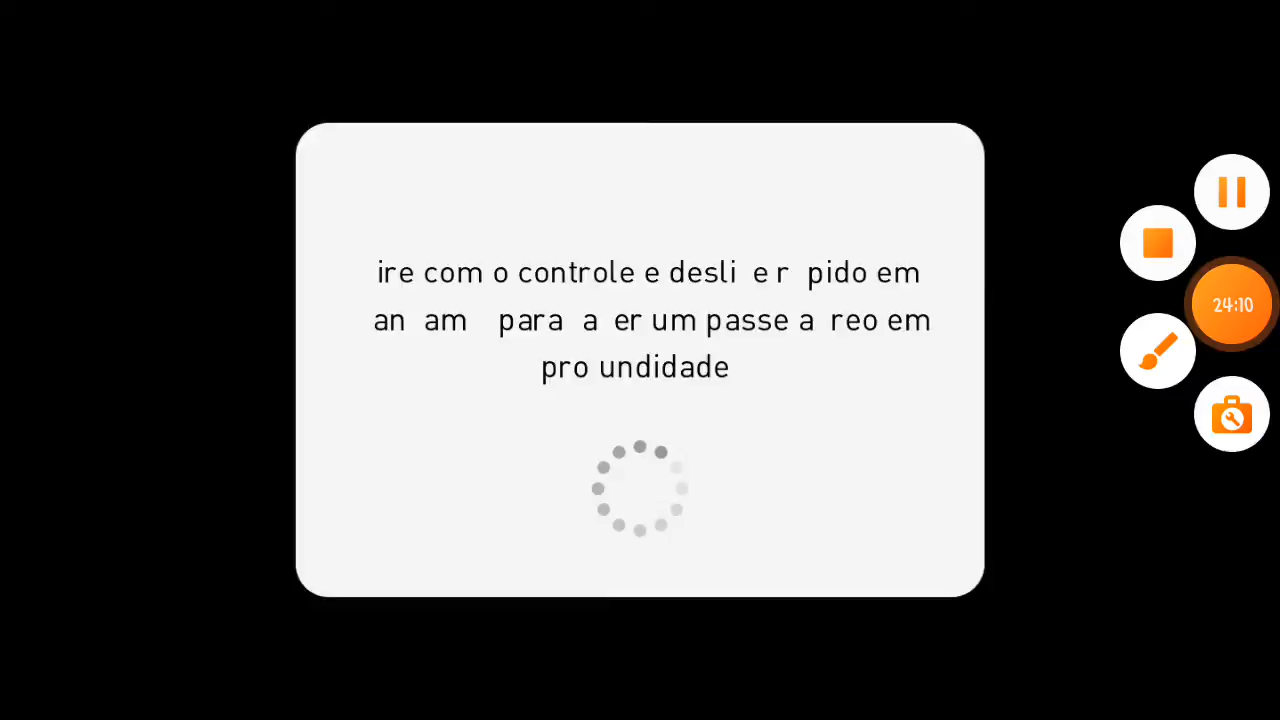 ire com o controle e desli e r pido em
an am para a er um passe a reo em
pro undidade
24:10